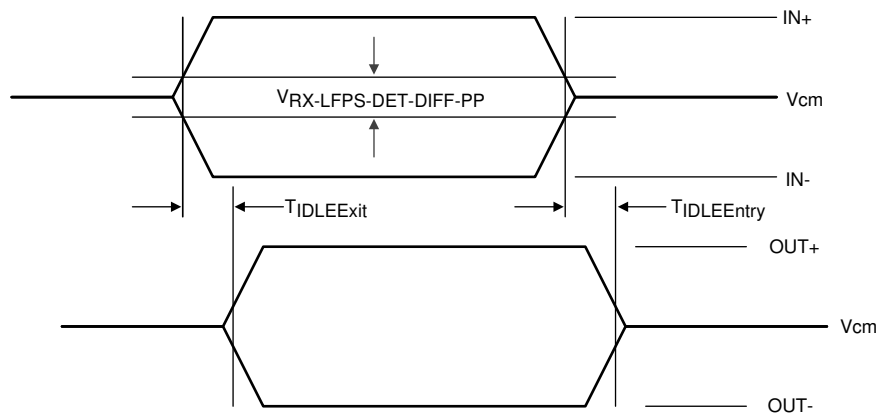 IN+
VRX-LFPS-DET-DIFF-PP
Vcm
IN-
TIDLEExit
TIDLEEntry
OUT+
Vcm
OUT-